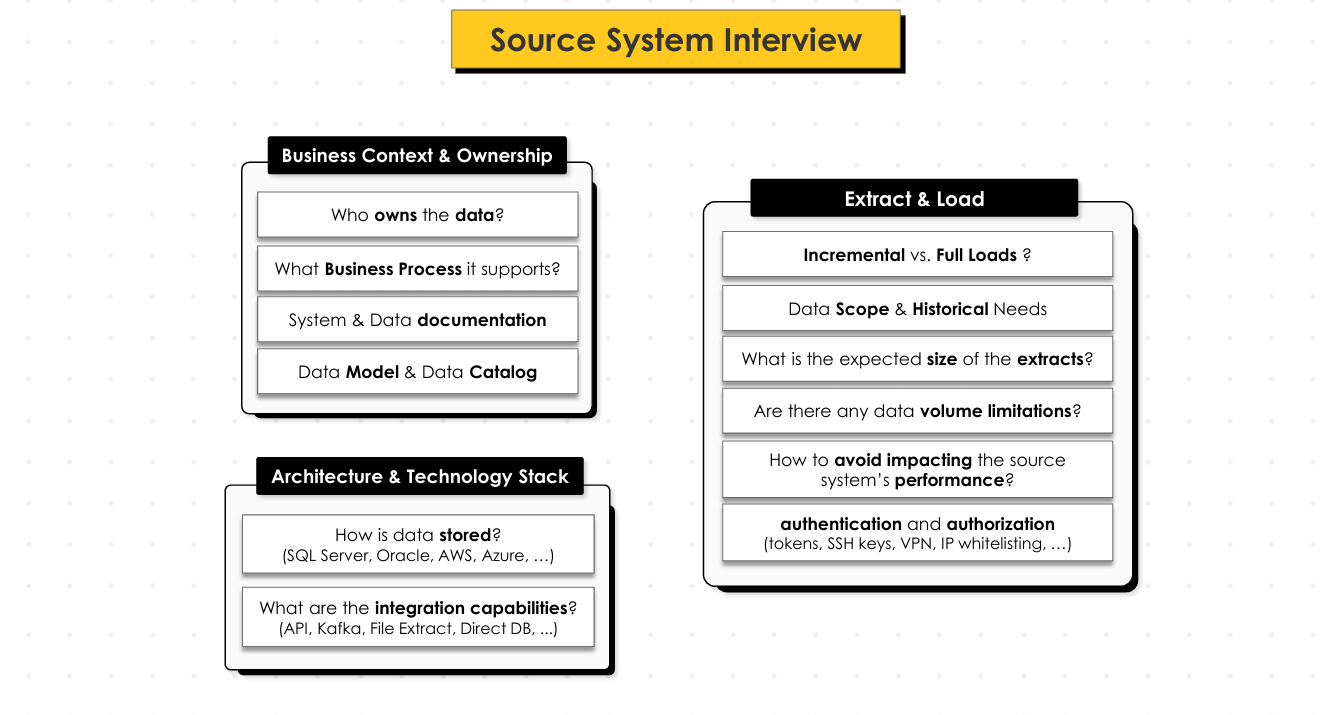 Source System Interview
Business Context & Ownership
Who owns the data?
What Business Process it supports?
System & Data documentation
Data Model & Data Catalog
Architecture & Technology Stack
How is data stored?
(SQL Server, Oracle, AWS, Azure, …)
What are the integration capabilities?
(API, Kafka, File Extract, Direct DB, ...)
Extract & Load
Incremental vs. Full Loads ?
Data Scope & Historical Needs
What is the expected size of the extracts?
Are there any data volume limitations?
How to avoid impacting the source
system’s performance?
authentication and authorization
(tokens, SSH keys, VPN, IP whitelisting, …)